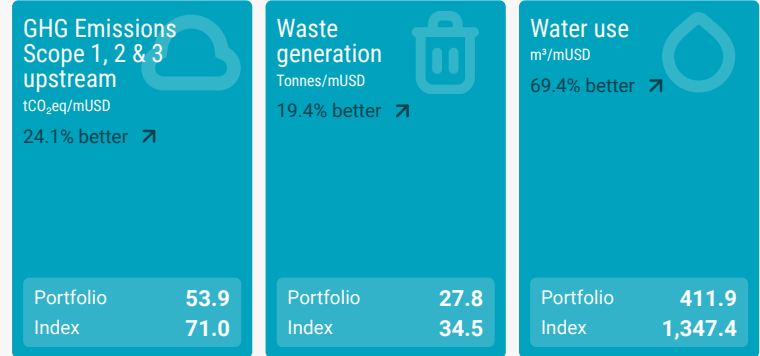 GHG Emissions
Scope 1, 2 & 3
upstream
tCO₂eq/mUSD
24.1% better
Portfolio 53.9
Index 71.0
Waste
generation
Tonnes/mUSD
19.4% better
Portfolio 27.8
Index 34.5
Water use
m³/mUSD
69.4% better
Portfolio 411.9
Index 1,347.4